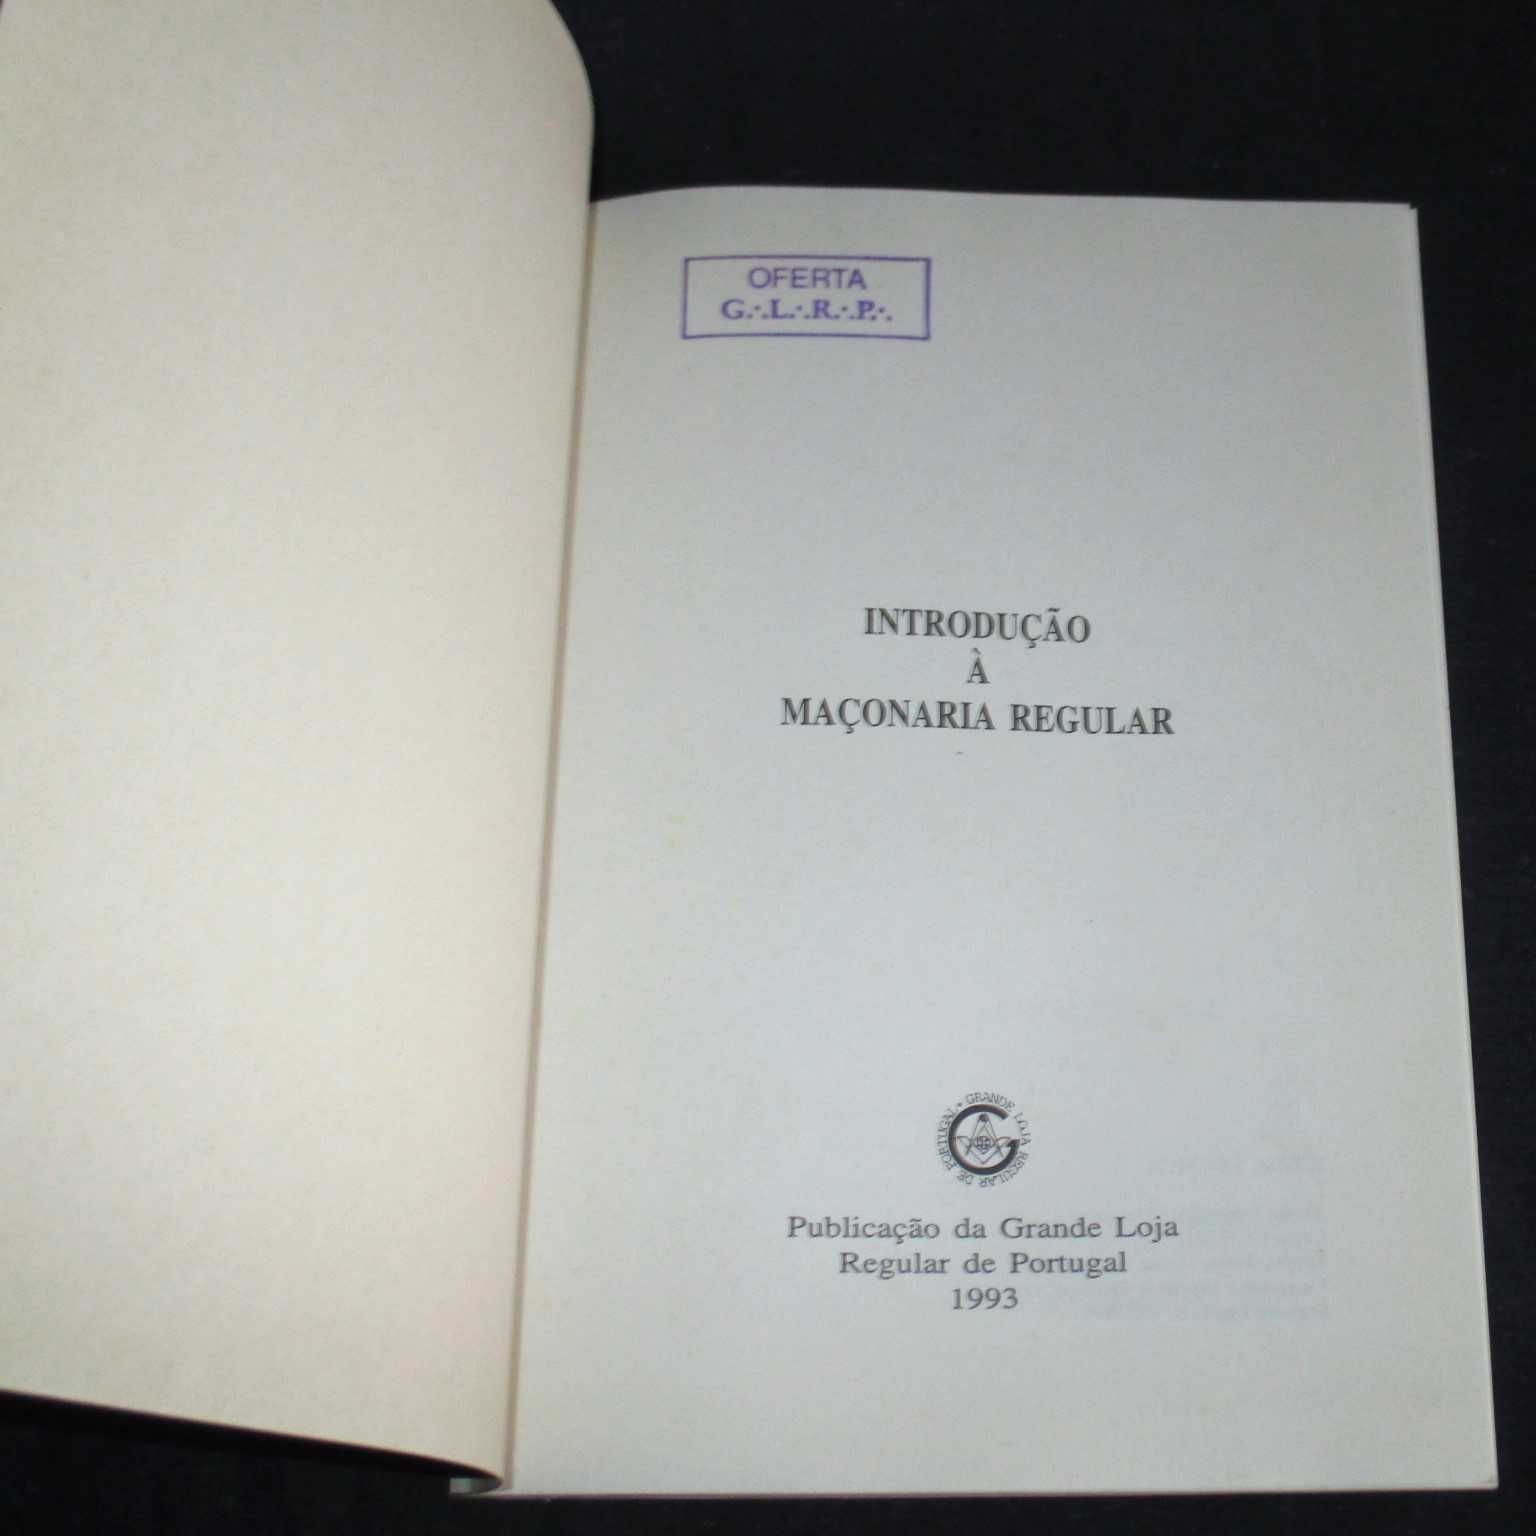 OFERTA
G.·.L.·.R.·.P.·.
INTRODUÇÃO
À
MAÇONARIA REGULAR
GRANDE LOJA REGULAR DE PORTUGAL •
Publicação da Grande Loja
Regular de Portugal
1993